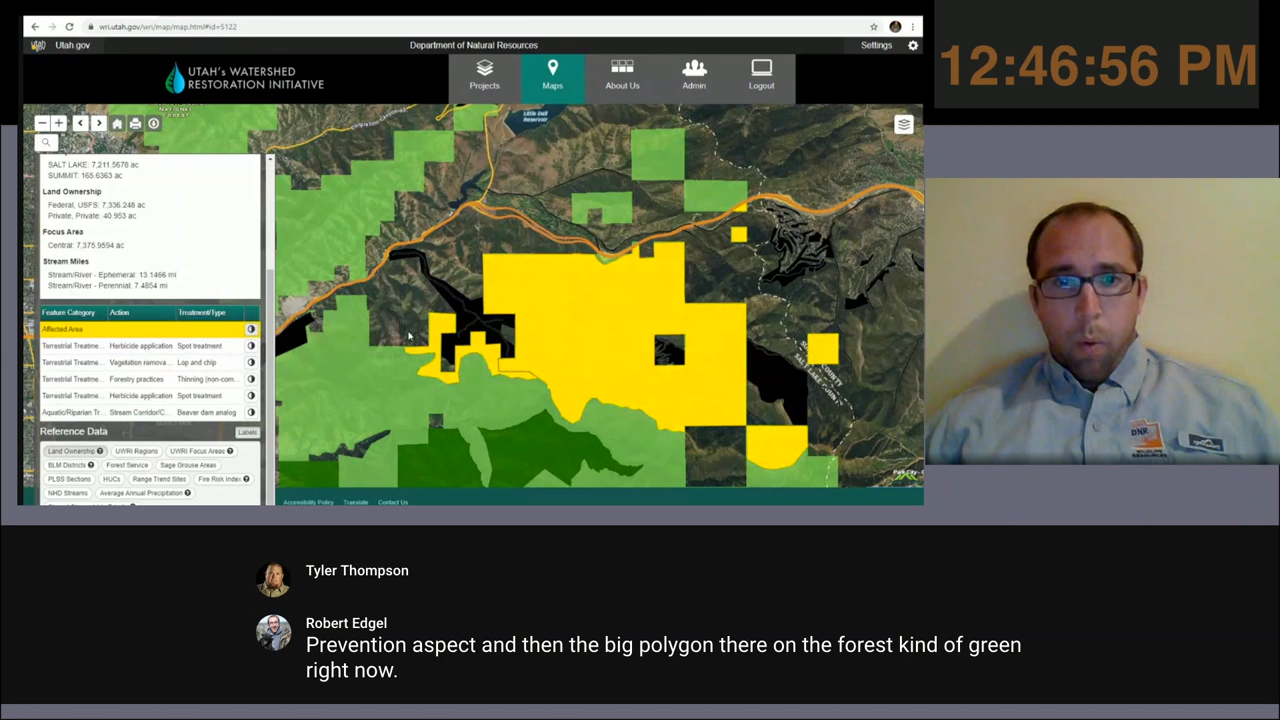 wri.utah.gov/wri/map/map.html#id=5122
12:46:56 PM
Utah.gov
Department of Natural Resources
Settings
UTAH's WATERSHED
RESTORATION INITIATIVE
Projects
Maps
About Us
Admin
Logout
Little Dell
Reservoir
SALT LAKE: 7,211.5678 ac
SUMMIT: 165.6363 ac
Land Ownership
Federal, USFS: 7,336.248 ac
Private, Private: 40.953 ac
Focus Area
Central: 7,375.9594 ac
Stream Miles
Stream/River - Ephemeral: 13.1466 mi
Stream/River - Perennial: 7.4854 mi
Feature Category Action Treatment/Type
Affected Area
Terrestrial Treatme... Herbicide application Spot treatment
Terrestrial Treatme... Vegetation remova... Lop and chip
Terrestrial Treatme... Forestry practices Thinning (non-com...
Terrestrial Treatme... Herbicide application Spot treatment
Aquatic/Riparian Tr... Stream Corridor/C... Beaver dam analog
Reference Data
Labels
Land Ownership UWRI Regions UWRI Focus Areas
BLM Districts Forest Service Sage Grouse Areas
PLSS Sections HUCs Range Trend Sites Fire Risk Index
NHD Streams Average Annual Precipitation
SUMMIT COUNTY
SALT LAKE COUNTY
Accessibility Policy Translate Contact Us
DNR
Tyler Thompson
Robert Edgel
Prevention aspect and then the big polygon there on the forest kind of green
right now.